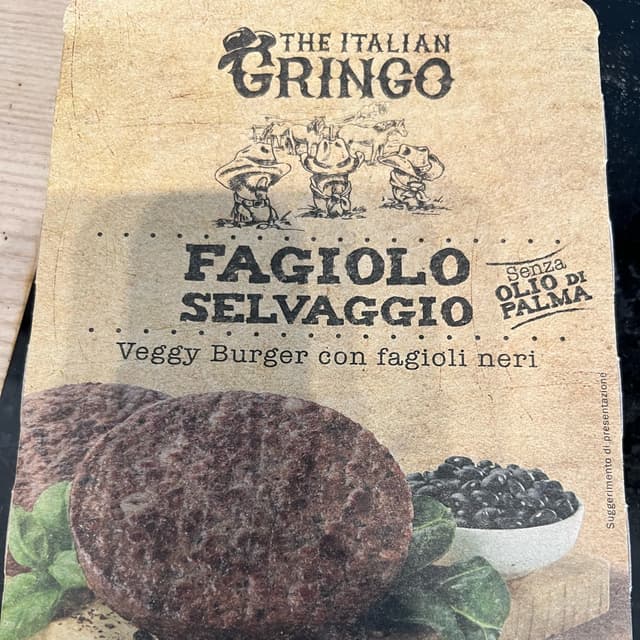 THE ITALIAN
GRINGO
FAGIOLO
SELVAGGIO
Senza
OLIO DI
PALMA
Veggy Burger con fagioli neri
Suggerimento di presentazione